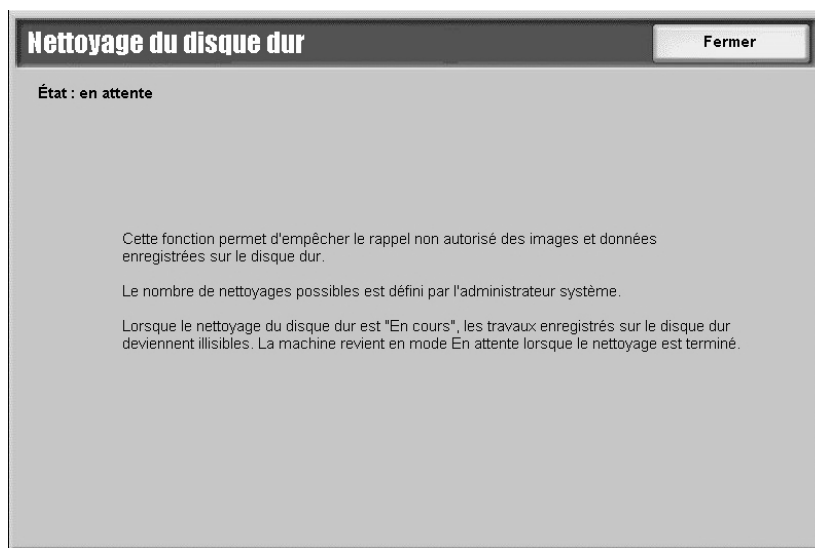 Nettoyage du disque dur
Fermer
État : en attente
Cette fonction permet d'empêcher le rappel non autorisé des images et données
enregistrées sur le disque dur.
Le nombre de nettoyages possibles est défini par l'administrateur système.
Lorsque le nettoyage du disque dur est "En cours", les travaux enregistrés sur le disque dur
deviennent illisibles. La machine revient en mode En attente lorsque le nettoyage est terminé.